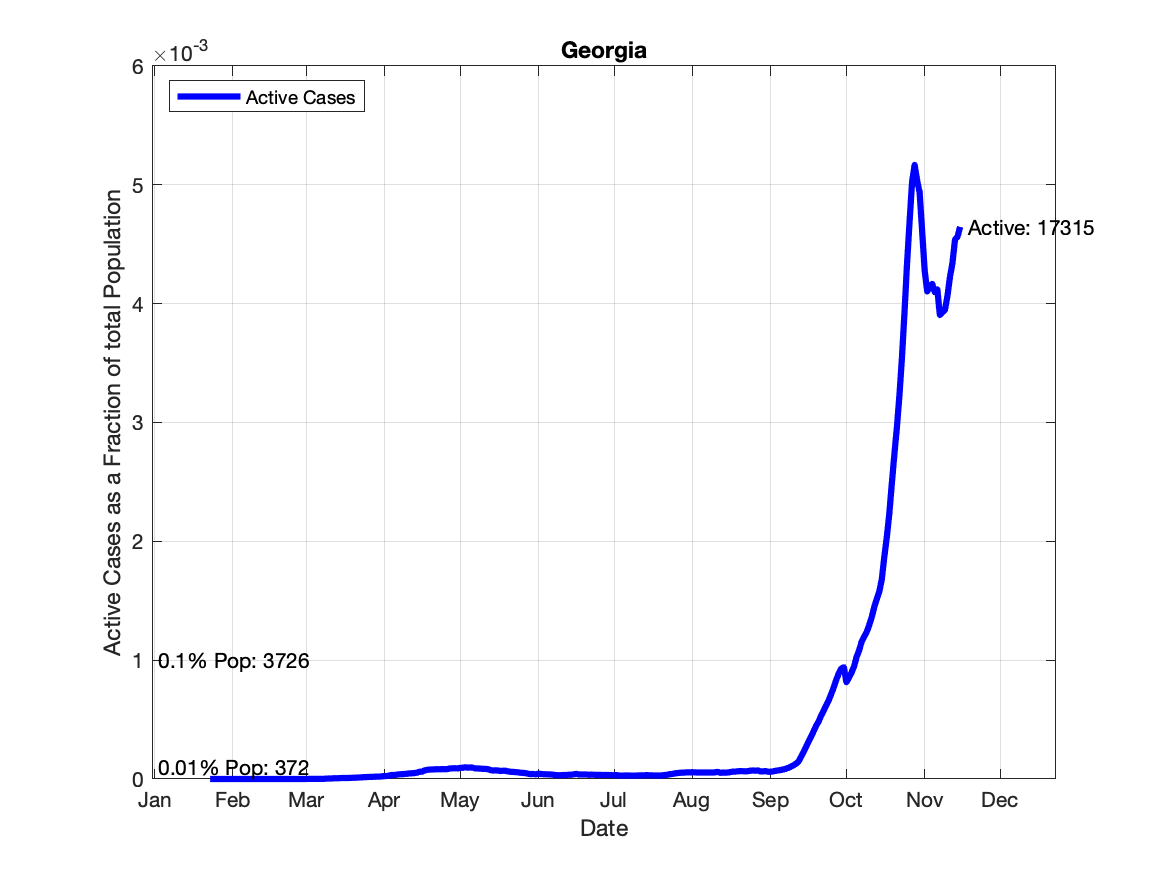 Georgia
×10-3
Active Cases
6
5
4
3
2
1
0
Active Cases as a Fraction of total Population
Active: 17315
0.1% Pop: 3726
0.01% Pop: 372
Jan Feb Mar Apr May Jun Jul Aug Sep Oct Nov Dec
Date